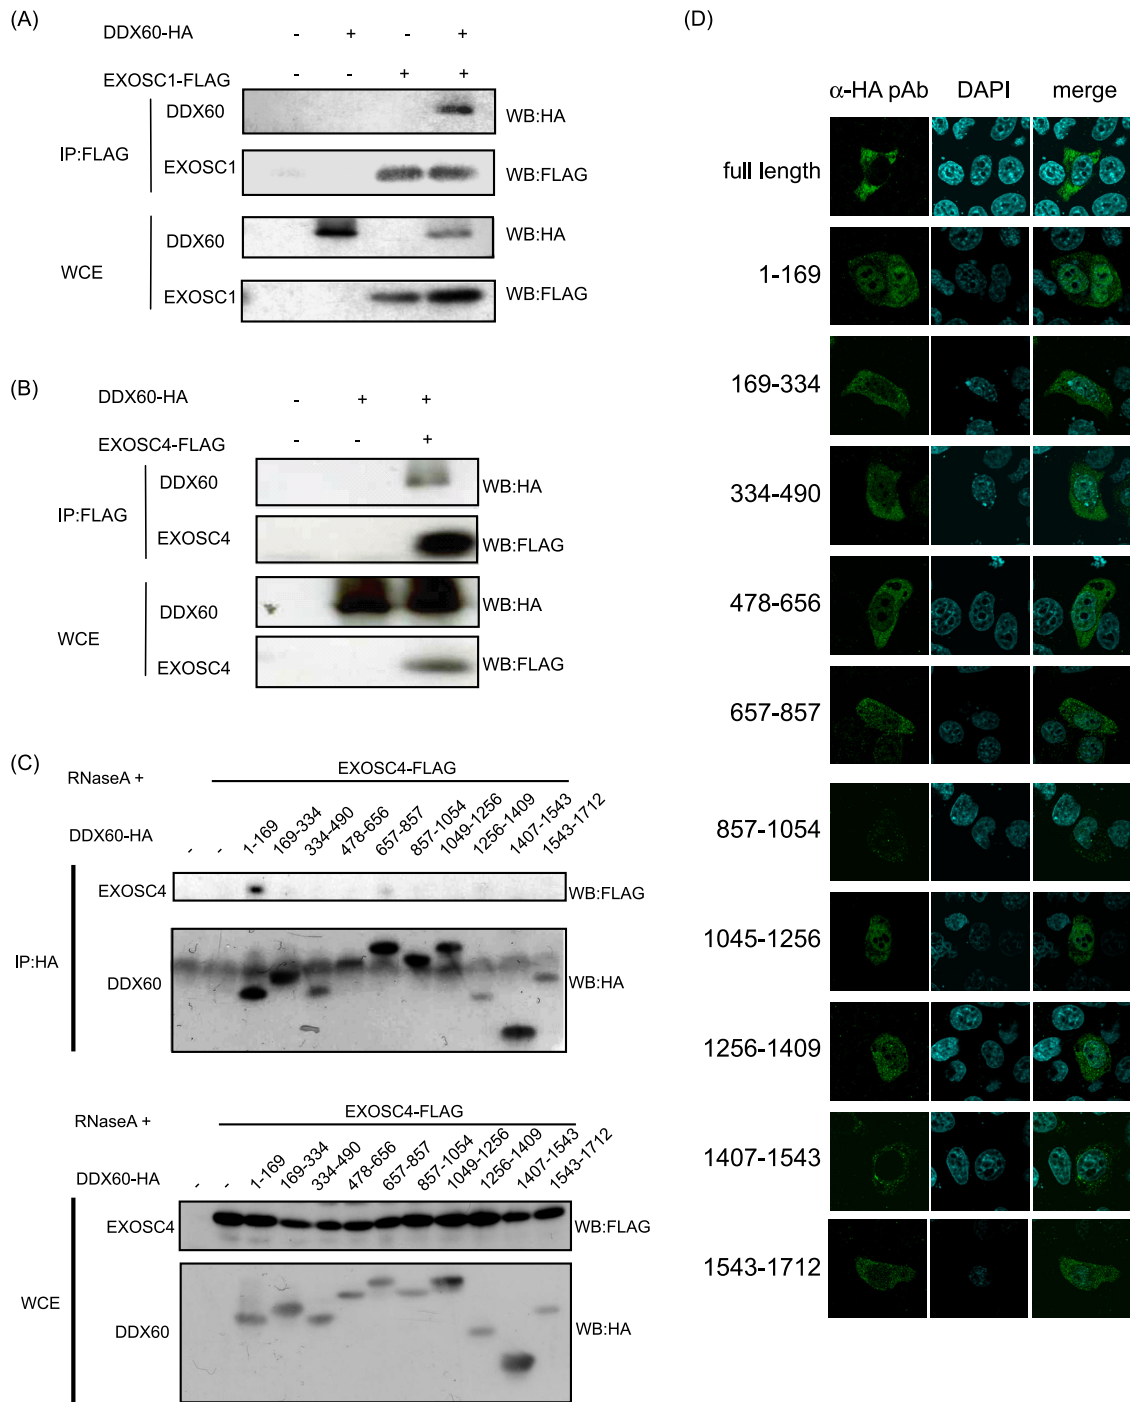 (A)
DDX60-HA - + - +
EXOSC1-FLAG - - + +
IP:FLAG
DDX60 WB:HA
EXOSC1 WB:FLAG
WCE
DDX60 WB:HA
EXOSC1 WB:FLAG
(B)
DDX60-HA - + +
EXOSC4-FLAG - - +
IP:FLAG
DDX60 WB:HA
EXOSC4 WB:FLAG
WCE
DDX60 WB:HA
EXOSC4 WB:FLAG
(C)
RNaseA + EXOSC4-FLAG
DDX60-HA - - 1-169 169-334 334-490 478-656 657-857 857-1054 1049-1256 1256-1409 1407-1543 1543-1712
IP:HA
EXOSC4 WB:FLAG
DDX60 WB:HA
RNaseA + EXOSC4-FLAG
DDX60-HA - - 1-169 169-334 334-490 478-656 657-857 857-1054 1049-1256 1256-1409 1407-1543 1543-1712
WCE
EXOSC4 WB:FLAG
DDX60 WB:HA
(D)
α-HA pAb DAPI merge
full length
1-169
169-334
334-490
478-656
657-857
857-1054
1045-1256
1256-1409
1407-1543
1543-1712